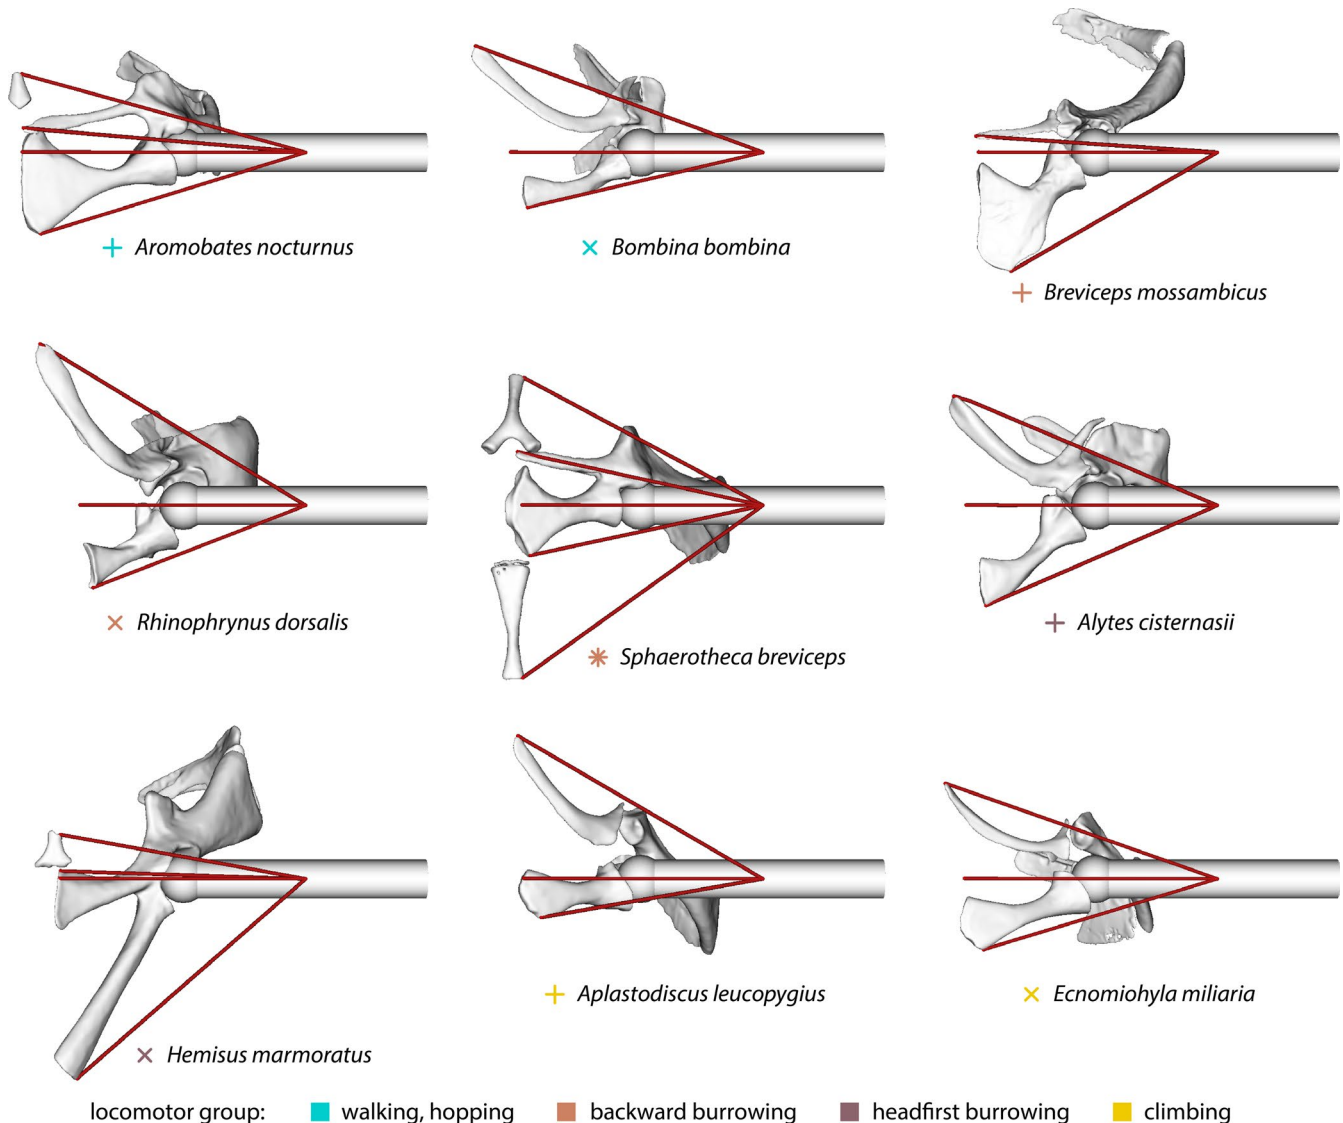 Aromobates nocturnus
Bombina bombina
Breviceps mossambicus
Rhinophrynus dorsalis
Sphaerotheca breviceps
Alytes cisternasii
Hemisus marmoratus
Aplastodiscus leucopygius
Ecnomiohyla miliaria
locomotor group: walking, hopping backward burrowing headfirst burrowing climbing